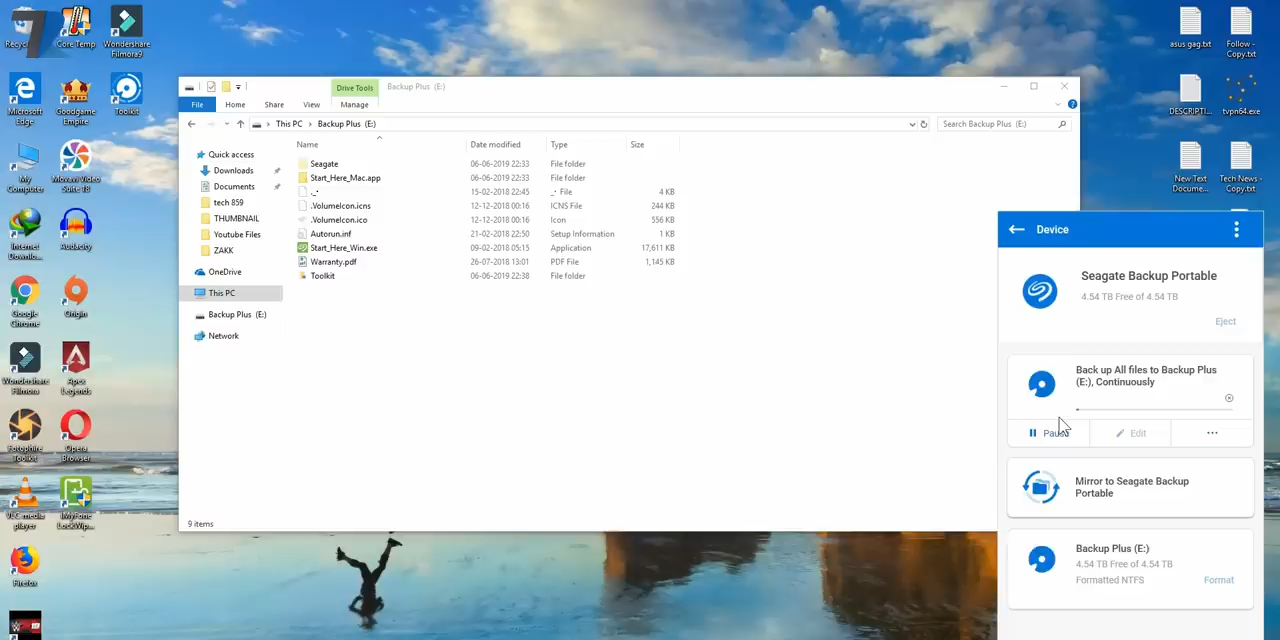 Core Temp
Wondershare
Filmora9
Microsoft
Edge
Goodgame
Empire
Toolkit
My
Computer
Movavi Video
Suite 18
Internet
Downlo...
Audacity
Google
Chrome
Origin
Wondershare
Filmora
Apex
Legends
Fotophire
Toolkit
Opera
Browser
VLC media
player
iMyFone
LockWip...
Firefox
Drive Tools
Backup Plus (E:)
File
Home
Share
View
Manage
This PC
Backup Plus (E:)
Search Backup Plus (E:)
Quick access
Downloads
Documents
tech 859
THUMBNAIL
Youtube Files
ZAKK
OneDrive
This PC
Backup Plus (E:)
Network
Name Date modified Type Size
Seagate 06-06-2019 22:33 File folder
Start_Here_Mac.app 06-06-2019 22:33 File folder
15-02-2018 22:45 File 4 KB
.VolumeIcon.icns 12-12-2018 00:16 ICNS File 244 KB
.VolumeIcon.ico 12-12-2018 00:16 Icon 556 KB
Autorun.inf 21-02-2018 22:50 Setup Information 1 KB
Start_Here_Win.exe 09-02-2018 05:15 Application 17,611 KB
Warranty.pdf 26-07-2018 13:01 PDF File 1,145 KB
Toolkit 06-06-2019 22:38 File folder
9 items
asus gag.txt
Follow -
Copy.txt
DESCRIPTI...
tvpn64.exe
New Text
Docume...
Tech News -
Copy.txt
Device
Seagate Backup Portable
4.54 TB Free of 4.54 TB
Eject
Back up All files to Backup Plus
(E:), Continuously
Edit
Mirror to Seagate Backup
Portable
Backup Plus (E:)
4.54 TB Free of 4.54 TB
Formatted NTFS
Format